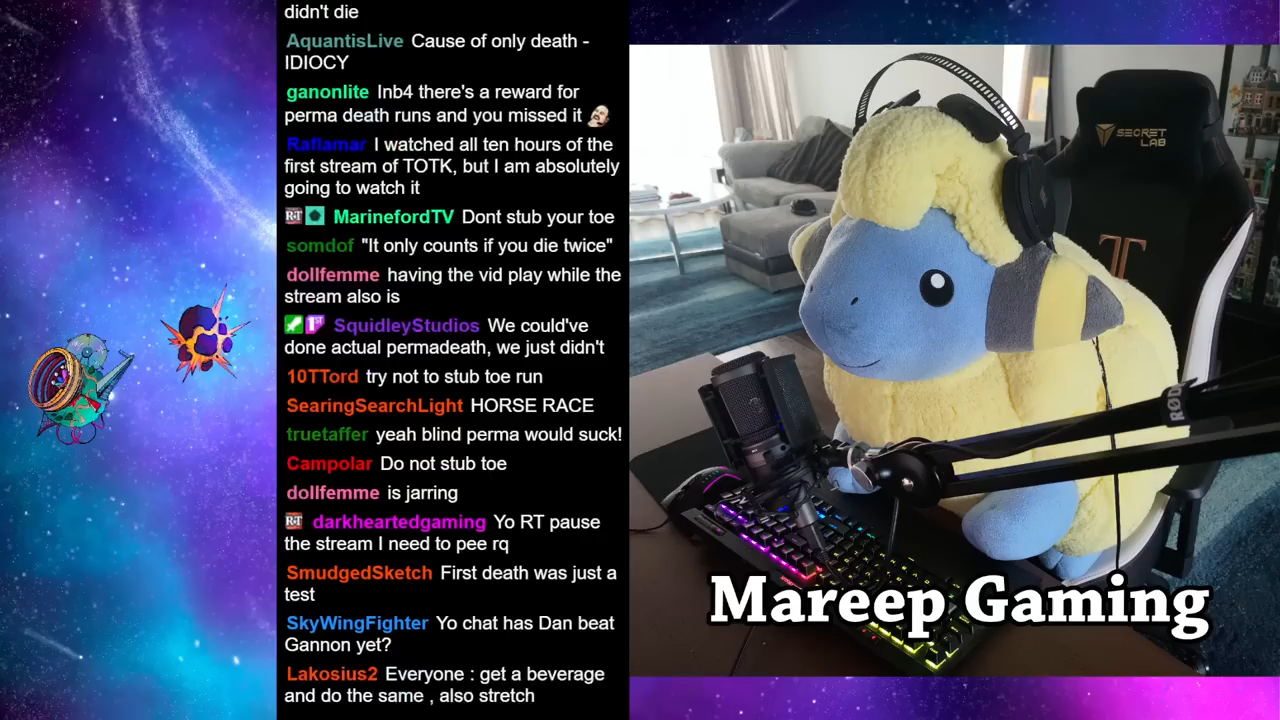 didn't die
AquantisLive Cause of only death -
IDIOCY
ganonlite Inb4 there's a reward for
perma death runs and you missed it
Raflamar I watched all ten hours of the
first stream of TOTK, but I am absolutely
going to watch it
RT MarinefordTV Dont stub your toe
somdof "It only counts if you die twice"
dollfemme having the vid play while the
stream also is
SquidleyStudios We could've
done actual permadeath, we just didn't
10TTord try not to stub toe run
SearingSearchLight HORSE RACE
truetaffer yeah blind perma would suck!
Campolar Do not stub toe
dollfemme is jarring
RT darkheartedgaming Yo RT pause
the stream I need to pee rq
SmudgedSketch First death was just a
test
SkyWingFighter Yo chat has Dan beat
Gannon yet?
Lakosius2 Everyone : get a beverage
and do the same , also stretch
SECRET
LAB
RØDE
Mareep Gaming